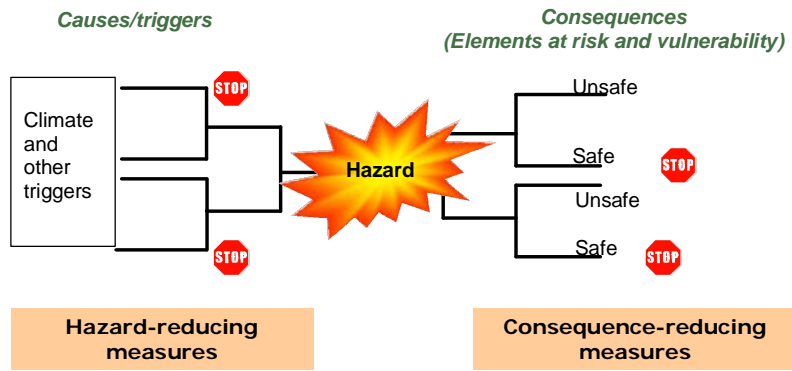 Causes/triggers
Consequences
(Elements at risk and vulnerability)
Climate
and
other
triggers
STOP
STOP
Hazard
Unsafe
Safe
STOP
Unsafe
Safe
STOP
Hazard-reducing
measures
Consequence-reducing
measures